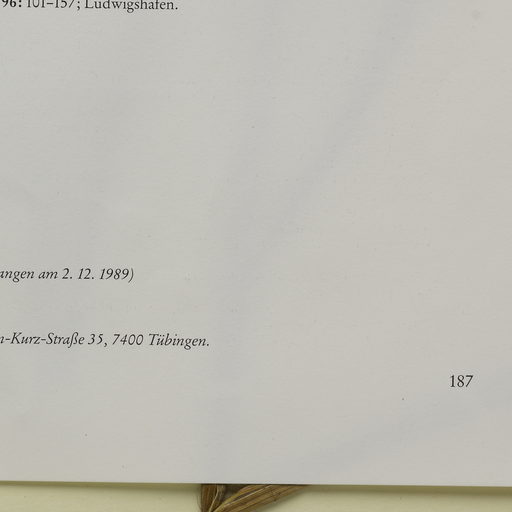 96: 101–157; Ludwigshafen.
angen am 2. 12. 1989)
n-Kurz-Straße 35, 7400 Tübingen.
187